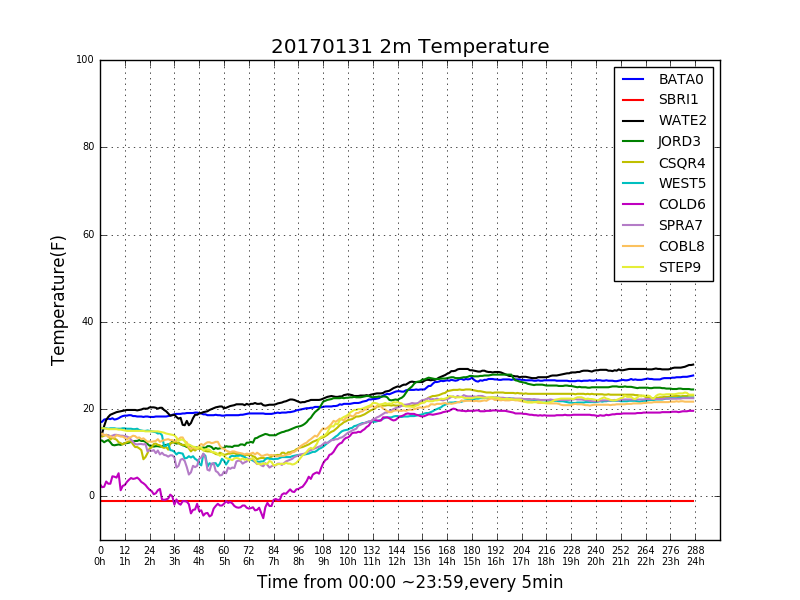 20170131 2m Temperature
BATA0
SBRI1
WATE2
JORD3
CSQR4
WEST5
COLD6
SPRA7
COBL8
STEP9
Temperature(F)
100
80
60
40
20
0
0 12 24 36 48 60 72 84 96 108 120 132 144 156 168 180 192 204 216 228 240 252 264 276 288
0h 1h 2h 3h 4h 5h 6h 7h 8h 9h 10h 11h 12h 13h 14h 15h 16h 17h 18h 19h 20h 21h 22h 23h 24h
Time from 00:00 ~23:59,every 5min